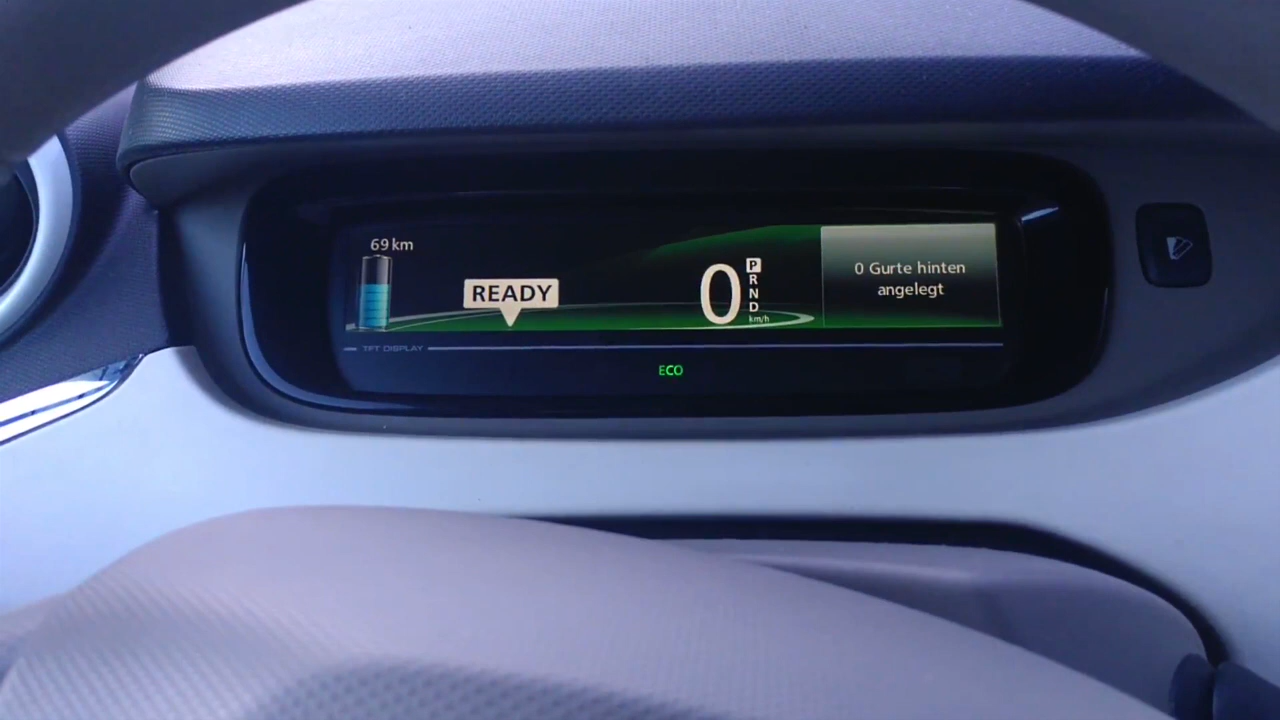 69 km
READY
0
P
R
N
D
km/h
0 Gurte hinten
angelegt
TFT DISPLAY
ECO